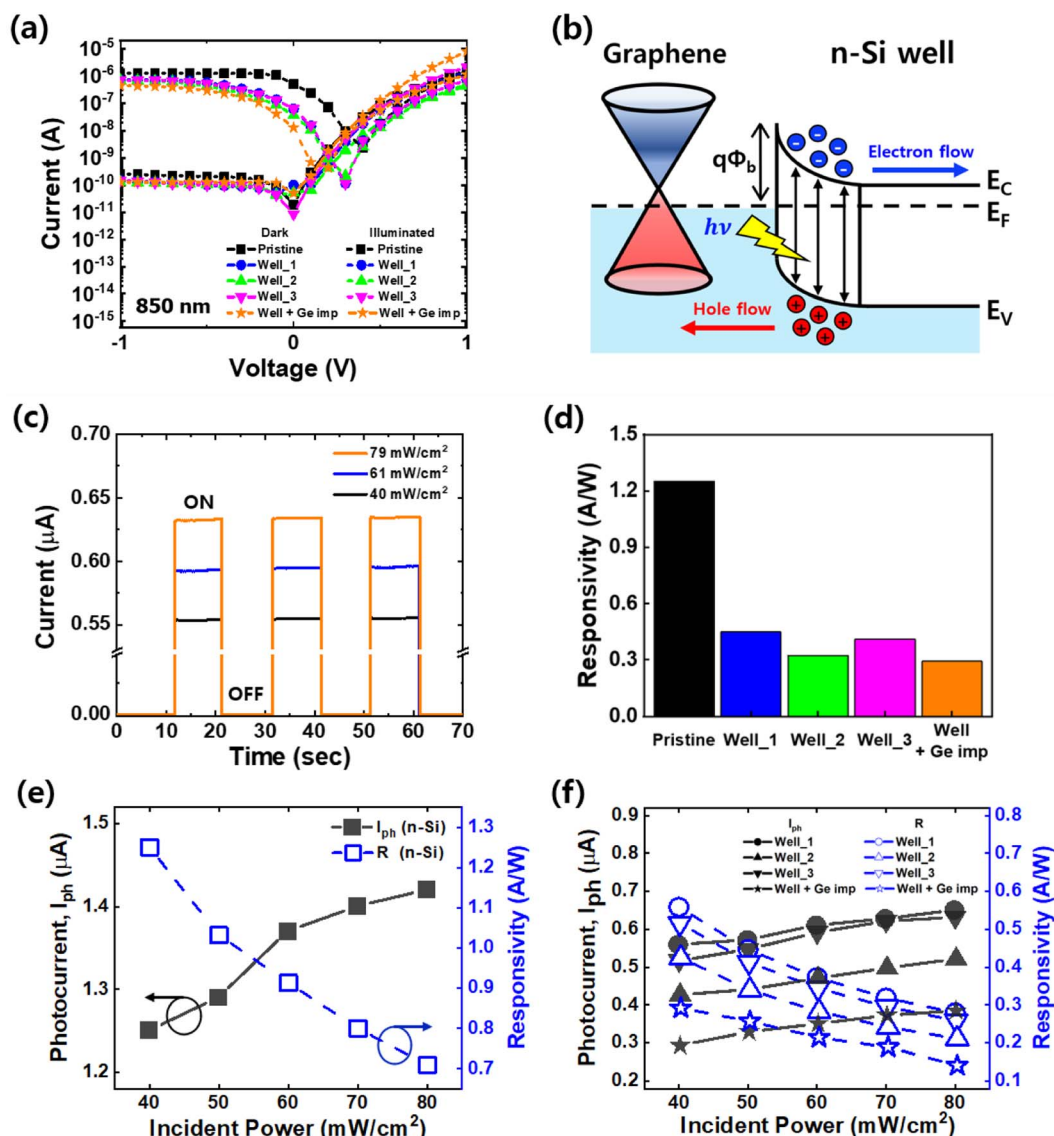 (a)
10⁻⁵
10⁻⁶
10⁻⁷
10⁻⁸
10⁻⁹
10⁻¹⁰
10⁻¹¹
10⁻¹²
10⁻¹³
10⁻¹⁴
10⁻¹⁵
Current (A)
Dark Illuminated
Pristine Pristine
Well_1 Well_1
Well_2 Well_2
Well_3 Well_3
Well + Ge imp Well + Ge imp
850 nm
-1 0 1
Voltage (V)
(b)
Graphene n-Si well
qΦb
Electron flow
EC
EF
hν
Hole flow
EV
(c)
0.70
0.65
0.60
0.55
0.00
Current (μA)
79 mW/cm²
61 mW/cm²
40 mW/cm²
ON
OFF
0 10 20 30 40 50 60 70
Time (sec)
(d)
1.5
1.2
0.9
0.6
0.3
0.0
Responsivity (A/W)
Pristine Well_1 Well_2 Well_3 Well
+ Ge imp
(e)
1.5
1.4
1.3
1.2
Photocurrent, Iph (μA)
Iph (n-Si)
R (n-Si)
1.3
1.2
1.1
1.0
0.9
0.8
0.7
Responsivity (A/W)
40 50 60 70 80
Incident Power (mW/cm²)
(f)
0.9
0.8
0.7
0.6
0.5
0.4
0.3
0.2
Photocurrent, Iph (μA)
Iph R
Well_1 Well_1
Well_2 Well_2
Well_3 Well_3
Well + Ge imp Well + Ge imp
0.8
0.7
0.6
0.5
0.4
0.3
0.2
0.1
Responsivity (A/W)
40 50 60 70 80
Incident Power (mW/cm²)